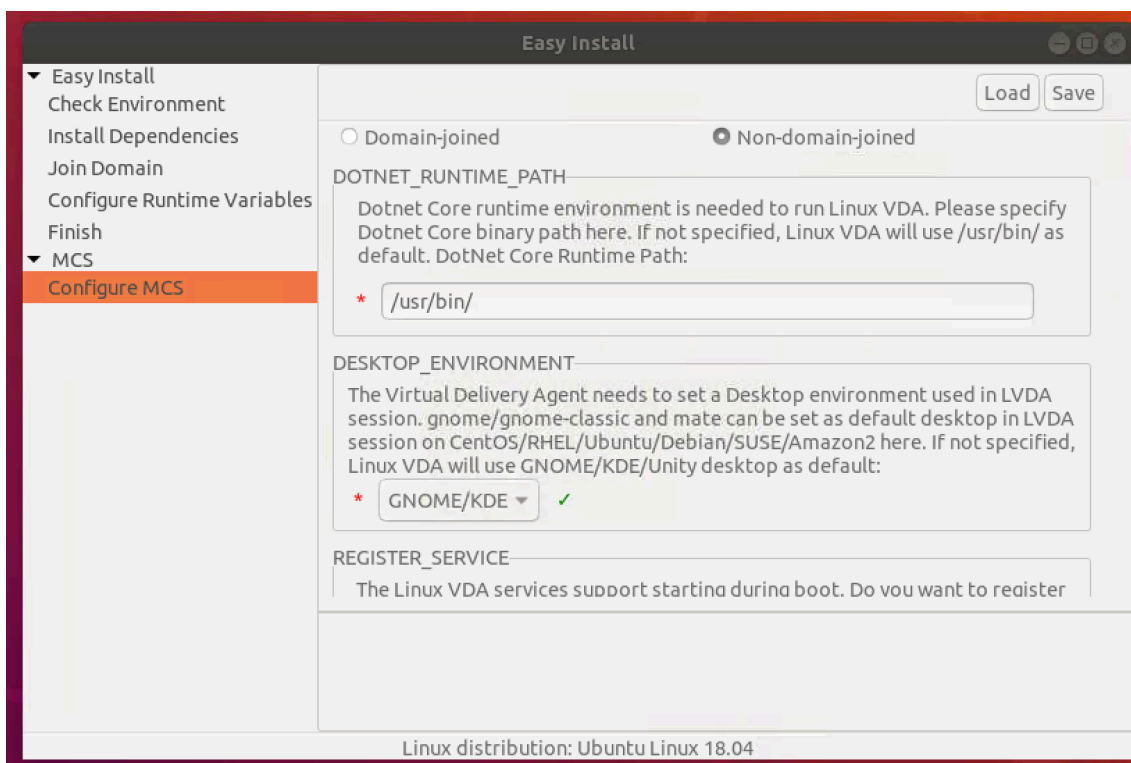 Easy Install
Easy Install
Check Environment
Install Dependencies
Join Domain
Configure Runtime Variables
Finish
MCS
Configure MCS
Load Save
Domain-joined Non-domain-joined
DOTNET_RUNTIME_PATH
Dotnet Core runtime environment is needed to run Linux VDA. Please specify
Dotnet Core binary path here. If not specified, Linux VDA will use /usr/bin/ as
default. DotNet Core Runtime Path:
* /usr/bin/
DESKTOP_ENVIRONMENT
The Virtual Delivery Agent needs to set a Desktop environment used in LVDA
session. gnome/gnome-classic and mate can be set as default desktop in LVDA
session on CentOS/RHEL/Ubuntu/Debian/SUSE/Amazon2 here. If not specified,
Linux VDA will use GNOME/KDE/Unity desktop as default:
* GNOME/KDE ✓
REGISTER_SERVICE
The Linux VDA services support starting during boot. Do you want to register
Linux distribution: Ubuntu Linux 18.04